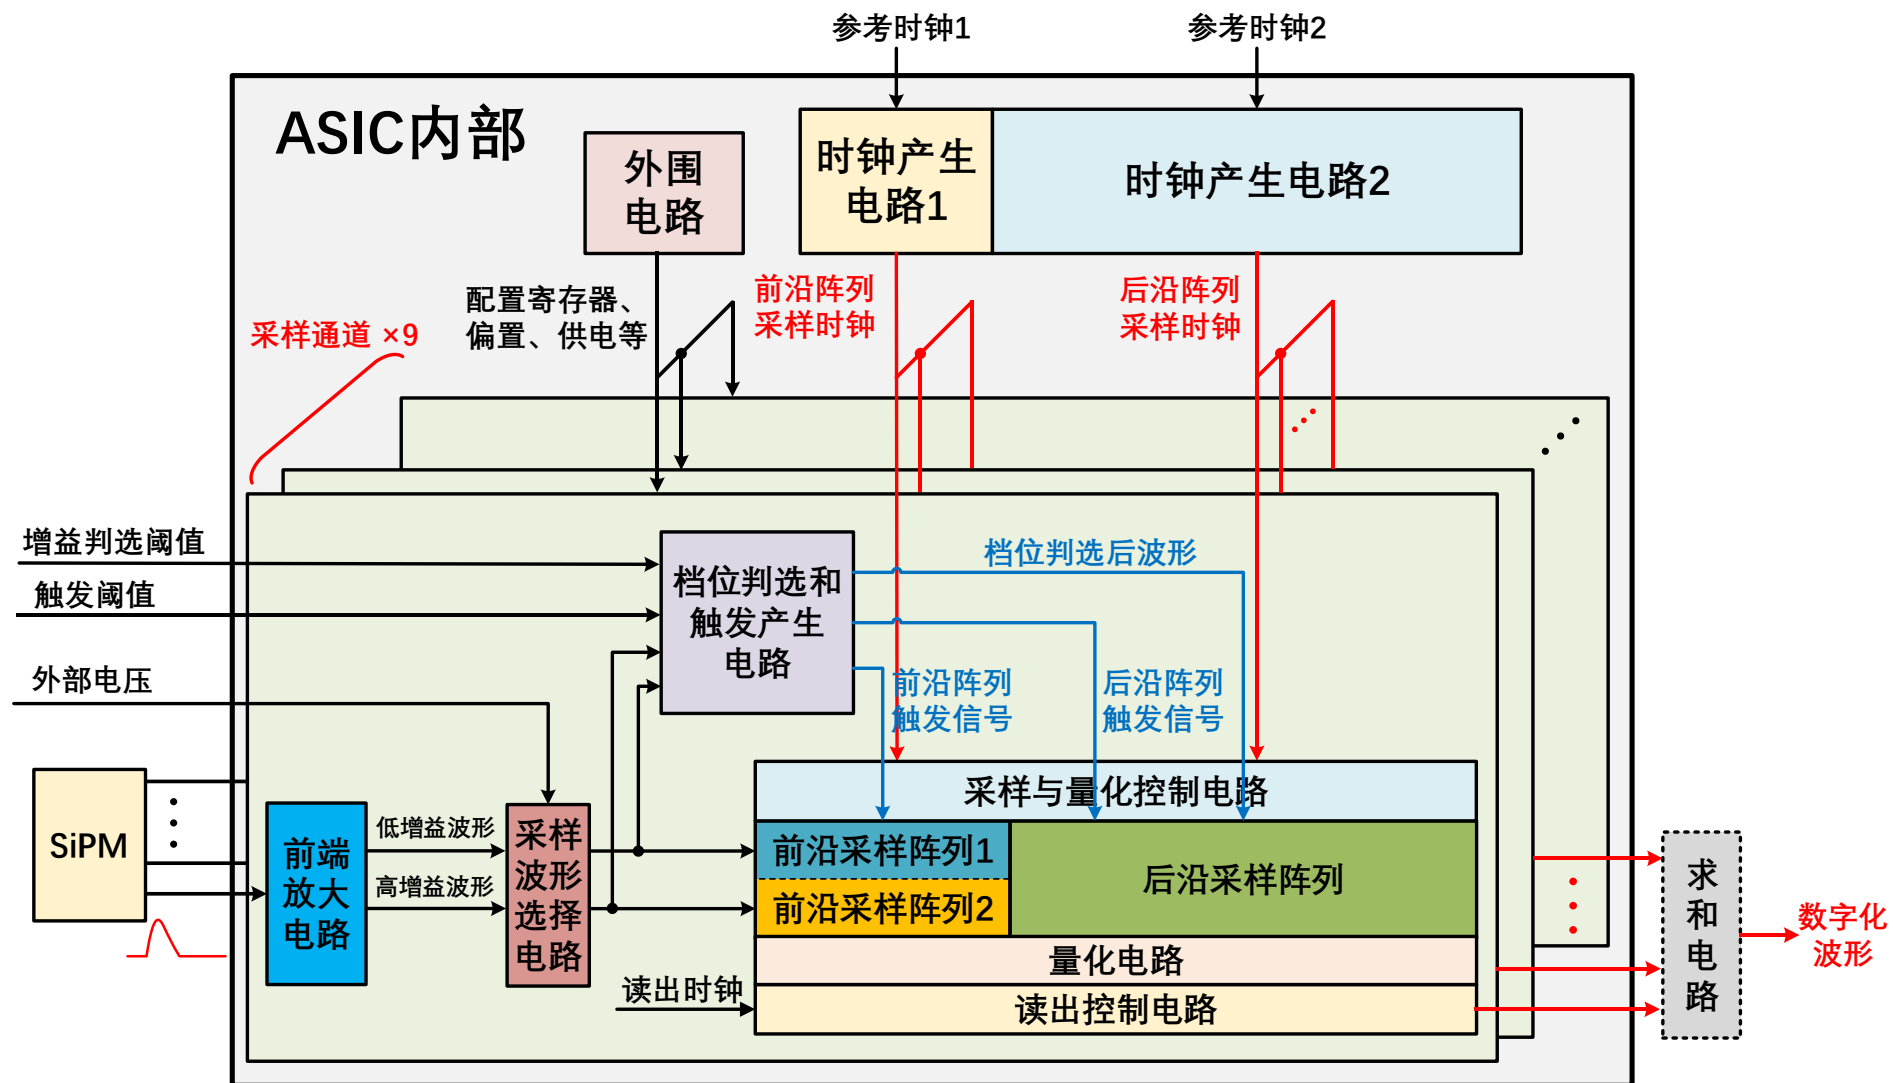 参考时钟1
参考时钟2
ASIC内部
外围
电路
时钟产生
电路1
时钟产生电路2
配置寄存器、
偏置、供电等
前沿阵列
采样时钟
后沿阵列
采样时钟
采样通道 ×9
增益判选阈值
触发阈值
外部电压
档位判选和
触发产生
电路
档位判选后波形
前沿阵列
触发信号
后沿阵列
触发信号
SiPM
前端
放大
电路
低增益波形
高增益波形
采样
波形
选择
电路
采样与量化控制电路
前沿采样阵列1
前沿采样阵列2
后沿采样阵列
量化电路
读出时钟
读出控制电路
求
和
电
路
数字化
波形